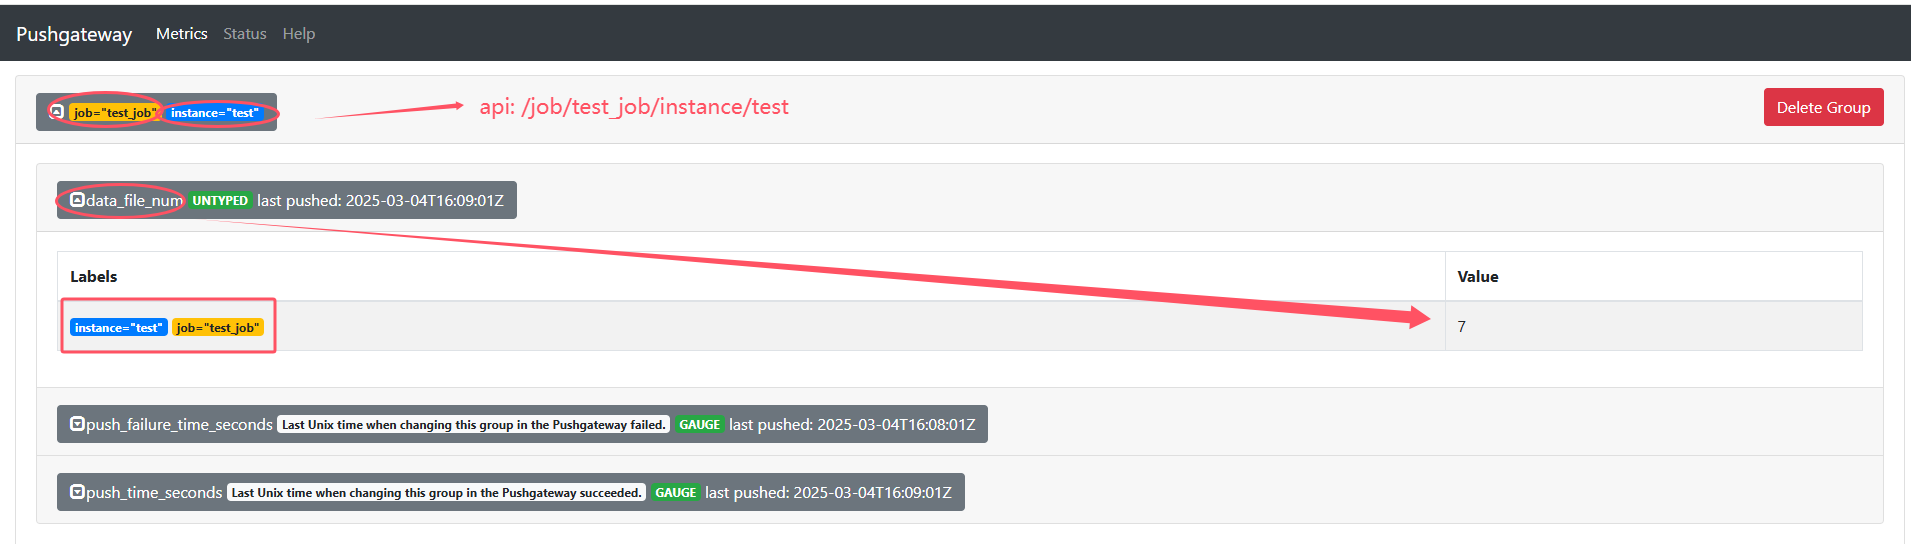 Pushgateway Metrics Status Help
job="test_job" instance="test" api: /job/test_job/instance/test Delete Group
data_file_num UNTYPED last pushed: 2025-03-04T16:09:01Z
Labels Value
instance="test" job="test_job" 7
push_failure_time_seconds Last Unix time when changing this group in the Pushgateway failed. GAUGE last pushed: 2025-03-04T16:08:01Z
push_time_seconds Last Unix time when changing this group in the Pushgateway succeeded. GAUGE last pushed: 2025-03-04T16:09:01Z